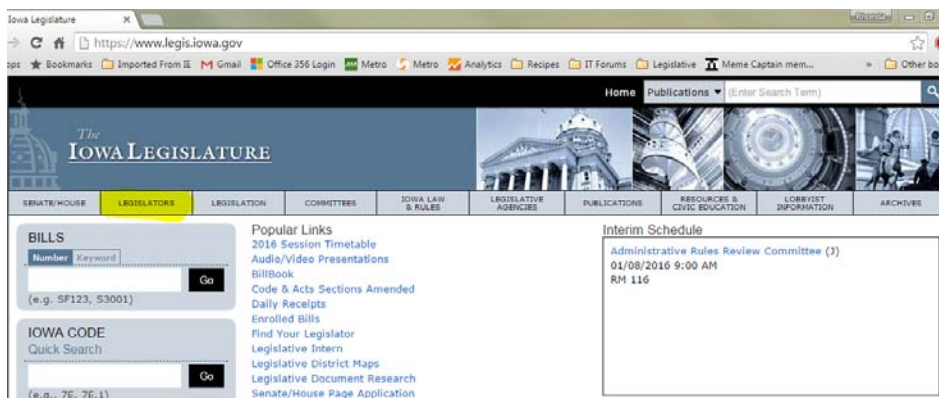 Iowa Legislature
https://www.legis.iowa.gov
Bookmarks Imported From IE Gmail Office 356 Login Metro Metro Analytics Recipes IT Forums Legislative Meme Captain mem... » Other bo
Home Publications (Enter Search Term)
The
IOWA LEGISLATURE
SENATE/HOUSE LEGISLATORS LEGISLATION COMMITTEES IOWA LAW & RULES LEGISLATIVE AGENCIES PUBLICATIONS RESOURCES & CIVIC EDUCATION LOBBYIST INFORMATION ARCHIVES
BILLS
Number Keyword
Go
(e.g. SF123, S3001)
IOWA CODE
Quick Search
Go
(e.g., 7E, 7E.1)
Popular Links
2016 Session Timetable
Audio/Video Presentations
BillBook
Code & Acts Sections Amended
Daily Receipts
Enrolled Bills
Find Your Legislator
Legislative Intern
Legislative District Maps
Legislative Document Research
Senate/House Page Application
Interim Schedule
Administrative Rules Review Committee (J)
01/08/2016 9:00 AM
RM 116